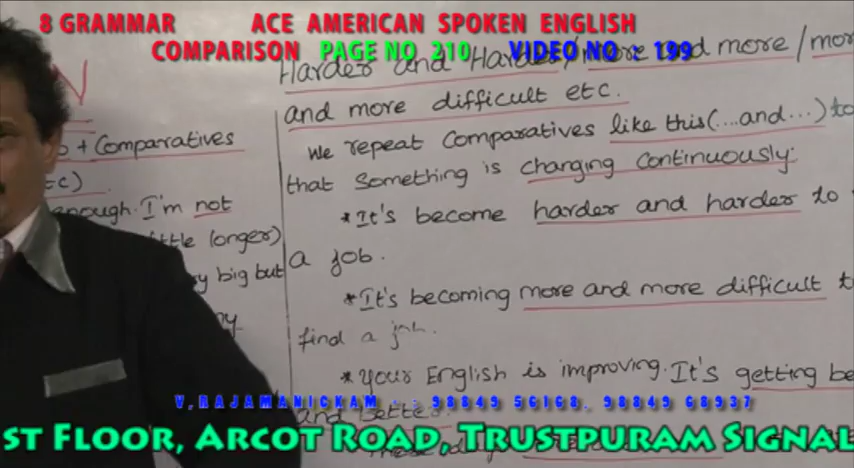 8 GRAMMAR ACE AMERICAN SPOKEN ENGLISH
COMPARISON PAGE NO 210 VIDEO NO : 199
Harder and Harder/more and more/more
and more difficult etc.
We repeat comparatives like this(...and...) to
that something is changing continuously.
*It's become harder and harder to
a job.
*It's becoming more and more difficult to
find a job.
*Your English is improving. It's getting be
and better.
These
+ Comparatives
enough. I'm not
little longer)
y big but
V.RAJAMANICKAM : 98849 56168, 98849 68937
ST FLOOR, ARCOT ROAD, TRUSTPURAM SIGNAL